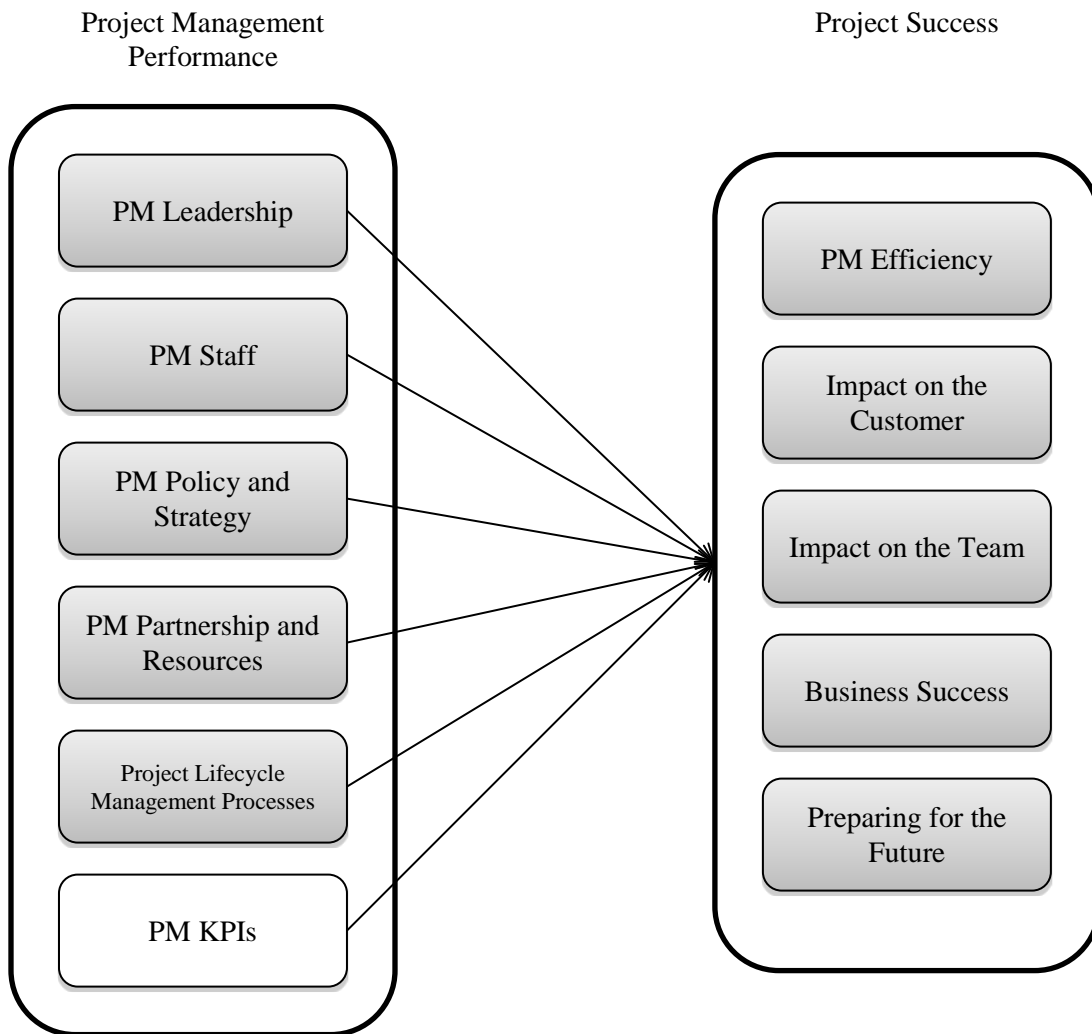 Project Management
Performance
PM Leadership
PM Staff
PM Policy and
Strategy
PM Partnership and
Resources
Project Lifecycle
Management Processes
PM KPIs
Project Success
PM Efficiency
Impact on the
Customer
Impact on the Team
Business Success
Preparing for the
Future